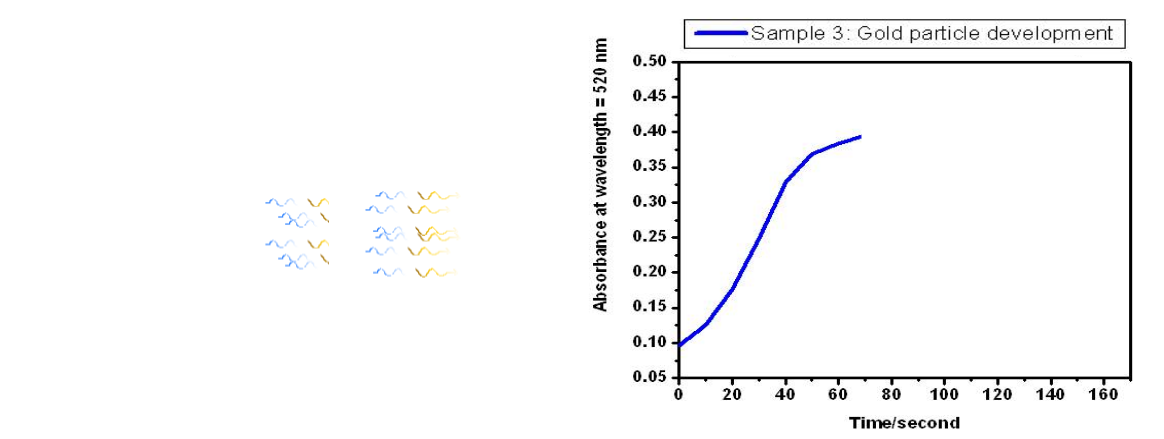 Sample 3: Gold particle development
Absorbance at wavelength = 520 nm
0.50
0.45
0.40
0.35
0.30
0.25
0.20
0.15
0.10
0.05
0 20 40 60 80 100 120 140 160
Time/second